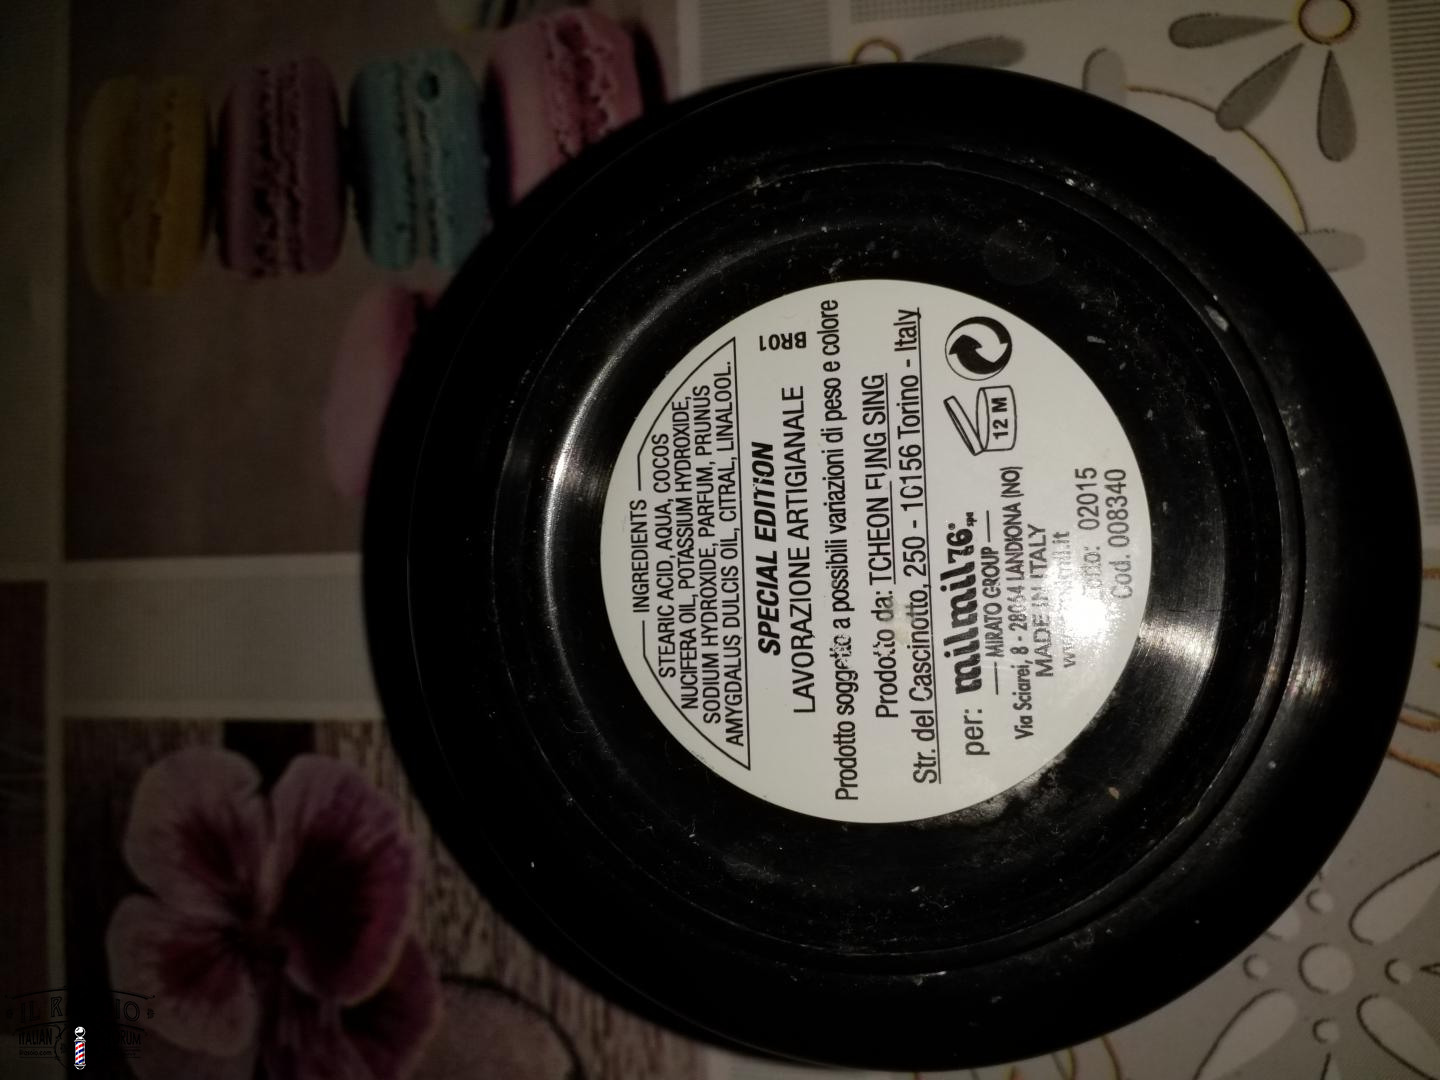 INGREDIENTS
STEARIC ACID, AQUA, COCOS
NUCIFERA OIL, POTASSIUM HYDROXIDE,
SODIUM HYDROXIDE, PARFUM, PRUNUS
AMYGDALUS DULCIS OIL, CITRAL, LINALOOL.
BR01
SPECIAL EDITION
LAVORAZIONE ARTIGIANALE
Prodotto soggetto a possibili variazioni di peso e colore
Prodotto da: TCHEON FUNG SING
Str. del Cascinotto, 250 - 10156 Torino - Italy
per: milmil76 spa
MIRATO GROUP
Via Sciarei, 8 - 28064 LANDIONA (NO)
MADE IN ITALY
12 M
02015
Cod. 008340
ITALIAN